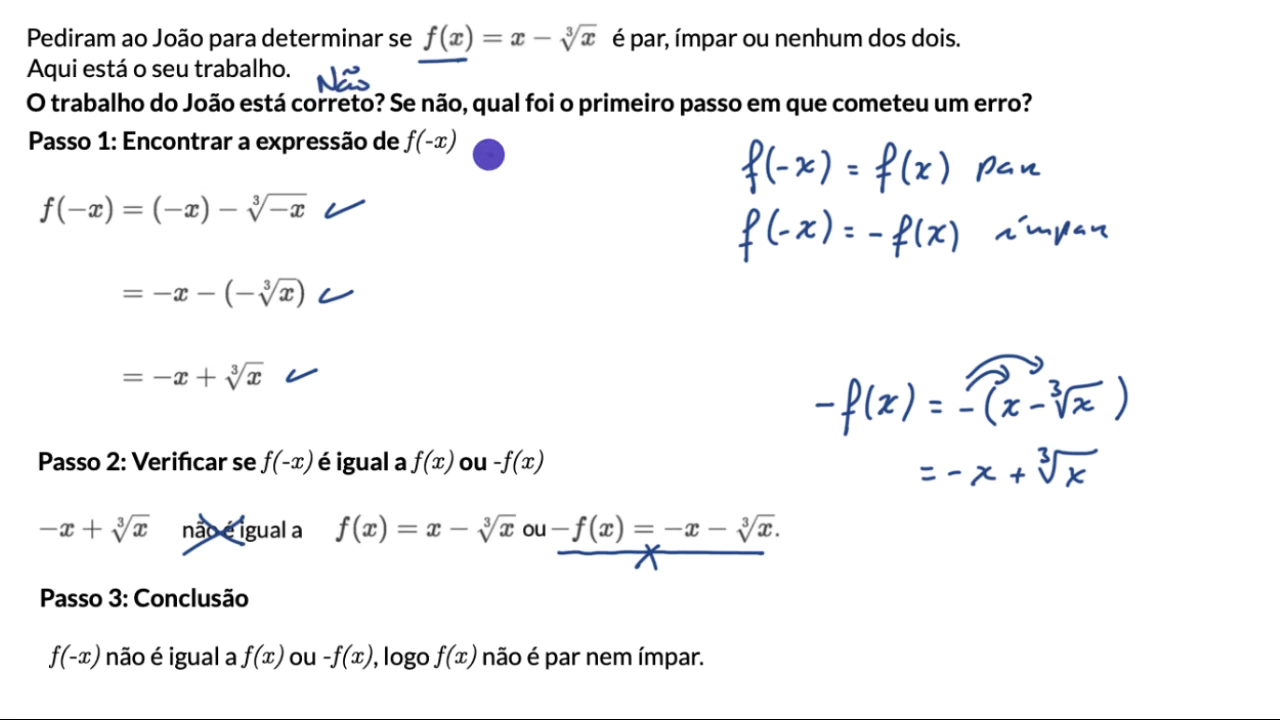 Pediram ao João para determinar se f(x) = x − ∛x é par, ímpar ou nenhum dos dois.
Aqui está o seu trabalho.
Não
O trabalho do João está correto? Se não, qual foi o primeiro passo em que cometeu um erro?
Passo 1: Encontrar a expressão de f(-x)
f(−x) = (−x) − ∛−x
= −x − (−∛x)
= −x + ∛x
f(-x) = f(x) par
f(-x) = -f(x) ímpar
-f(x) = -(x - ∛x)
= -x + ∛x
Passo 2: Verificar se f(-x) é igual a f(x) ou -f(x)
−x + ∛x não é igual a f(x) = x − ∛x ou −f(x) = −x − ∛x.
Passo 3: Conclusão
f(-x) não é igual a f(x) ou -f(x), logo f(x) não é par nem ímpar.